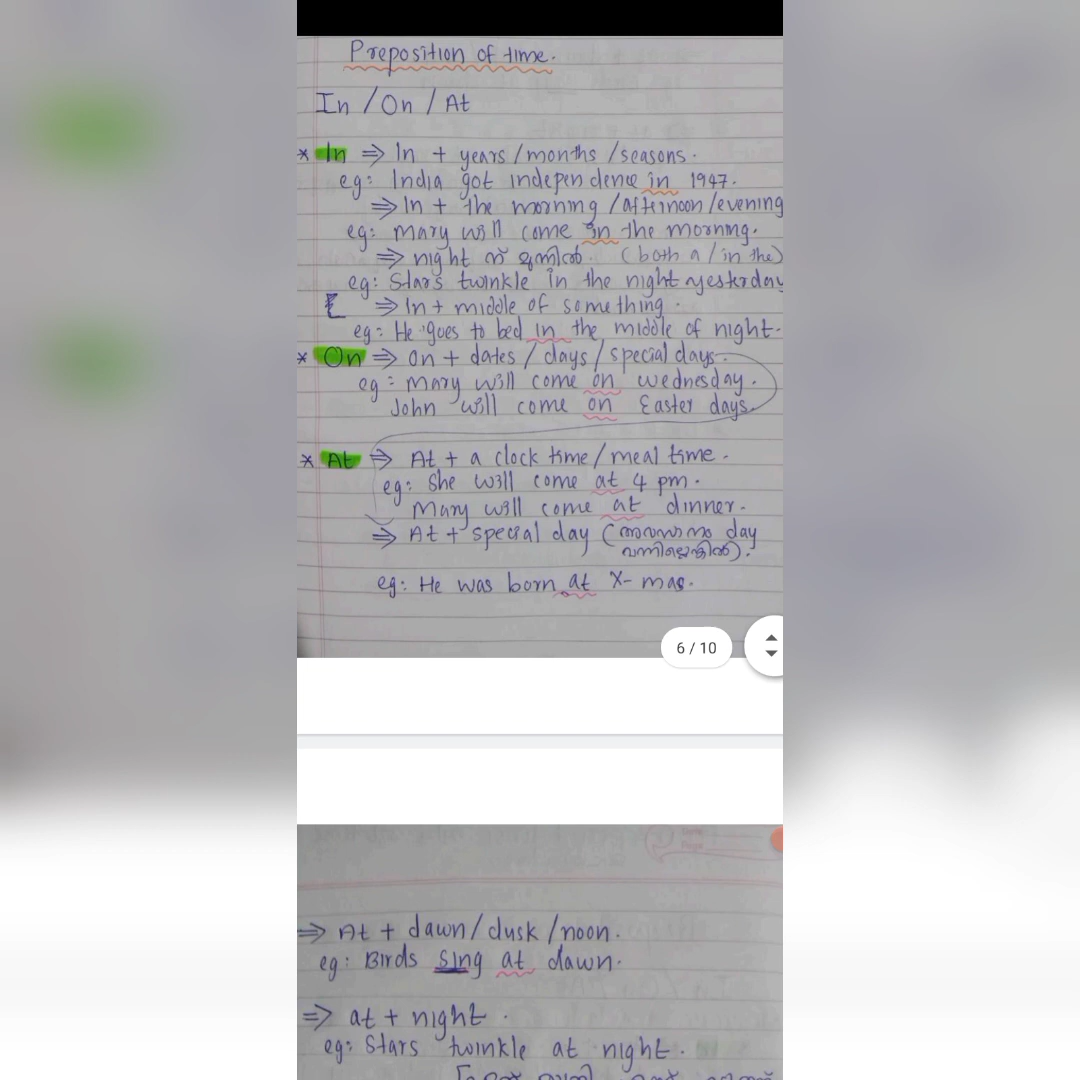 Preposition of time.
In / On / At
* In ⇒ In + years / months / seasons.
eg: India got independence in 1947.
⇒ In + the morning / afternoon / evening
eg: Mary will come in the morning.
⇒ night ന് മുന്നിൽ. (both a / in the)
eg: Stars twinkle in the night yesterday
⇒ In + middle of something.
eg: He goes to bed in the middle of night.
* On ⇒ on + dates / days / special days.
eg: Mary will come on wednesday.
John will come on Easter days.
* At ⇒ At + a clock time / meal time.
eg: She will come at 4 pm.
Mary will come at dinner.
⇒ At + special day ( day
വന്നില്ലെങ്കിൽ).
eg: He was born at X-mas.
6 / 10
⇒ At + dawn / dusk / noon.
eg: Birds sing at dawn.
⇒ at + night.
eg: Stars twinkle at night.